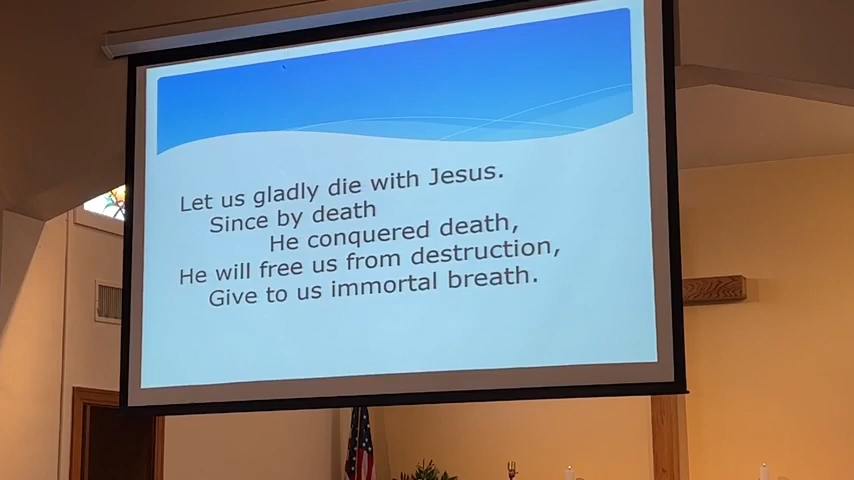 Let us gladly die with Jesus.
Since by death
He conquered death,
He will free us from destruction,
Give to us immortal breath.